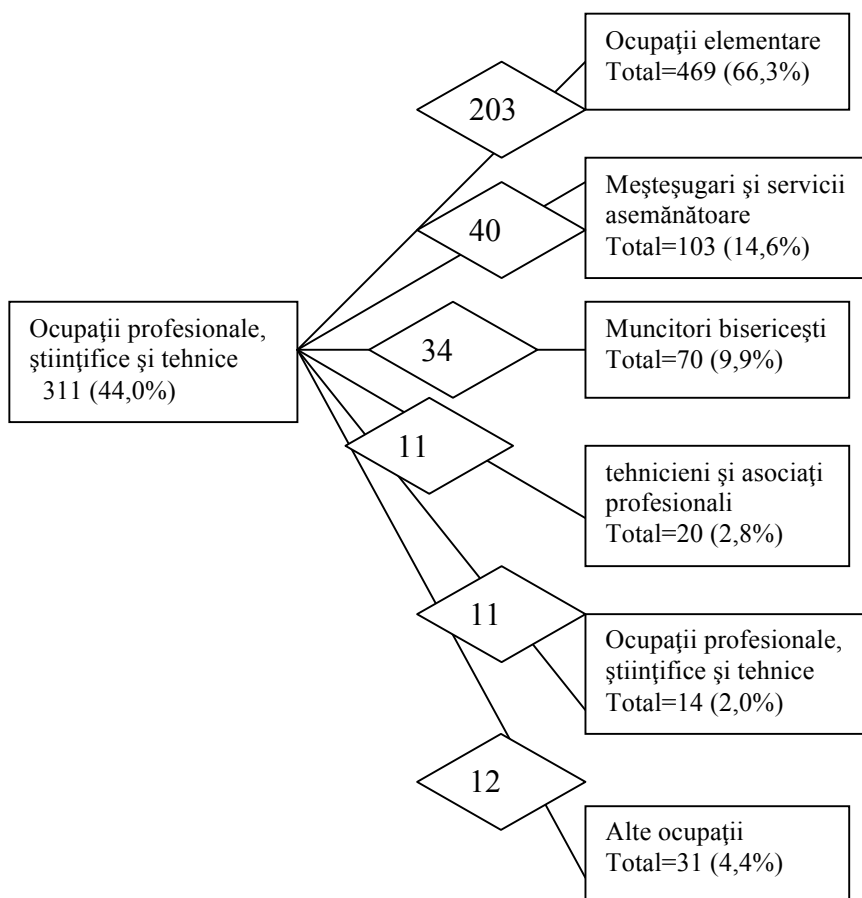 Ocupaţii elementare
Total=469 (66,3%)
203
Meşteşugari şi servicii
asemănătoare
Total=103 (14,6%)
40
Ocupaţii profesionale,
ştiinţifice şi tehnice
311 (44,0%)
34
Muncitori bisericeşti
Total=70 (9,9%)
11
tehnicieni şi asociaţi
profesionali
Total=20 (2,8%)
11
Ocupaţii profesionale,
ştiinţifice şi tehnice
Total=14 (2,0%)
12
Alte ocupaţii
Total=31 (4,4%)